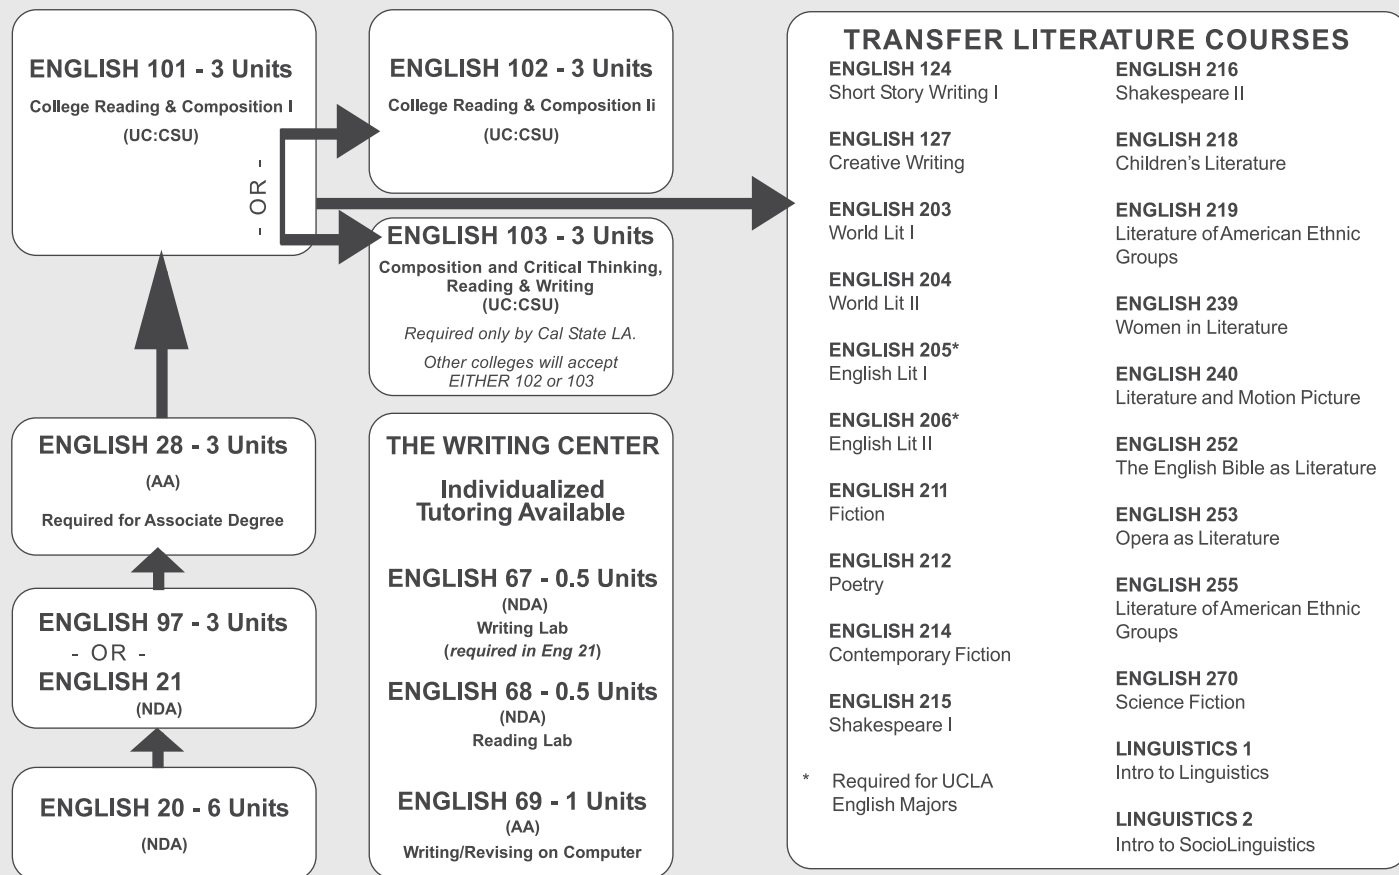 ENGLISH 101 - 3 Units
College Reading & Composition I
(UC:CSU)
- OR -
ENGLISH 102 - 3 Units
College Reading & Composition Ii
(UC:CSU)
ENGLISH 103 - 3 Units
Composition and Critical Thinking,
Reading & Writing
(UC:CSU)
Required only by Cal State LA.
Other colleges will accept
EITHER 102 or 103
ENGLISH 28 - 3 Units
(AA)
Required for Associate Degree
ENGLISH 97 - 3 Units
- OR -
ENGLISH 21
(NDA)
ENGLISH 20 - 6 Units
(NDA)
THE WRITING CENTER
Individualized
Tutoring Available
ENGLISH 67 - 0.5 Units
(NDA)
Writing Lab
(required in Eng 21)
ENGLISH 68 - 0.5 Units
(NDA)
Reading Lab
ENGLISH 69 - 1 Units
(AA)
Writing/Revising on Computer
TRANSFER LITERATURE COURSES
ENGLISH 124
Short Story Writing I
ENGLISH 127
Creative Writing
ENGLISH 203
World Lit I
ENGLISH 204
World Lit II
ENGLISH 205*
English Lit I
ENGLISH 206*
English Lit II
ENGLISH 211
Fiction
ENGLISH 212
Poetry
ENGLISH 214
Contemporary Fiction
ENGLISH 215
Shakespeare I
* Required for UCLA
English Majors
ENGLISH 216
Shakespeare II
ENGLISH 218
Children's Literature
ENGLISH 219
Literature of American Ethnic
Groups
ENGLISH 239
Women in Literature
ENGLISH 240
Literature and Motion Picture
ENGLISH 252
The English Bible as Literature
ENGLISH 253
Opera as Literature
ENGLISH 255
Literature of American Ethnic
Groups
ENGLISH 270
Science Fiction
LINGUISTICS 1
Intro to Linguistics
LINGUISTICS 2
Intro to SocioLinguistics